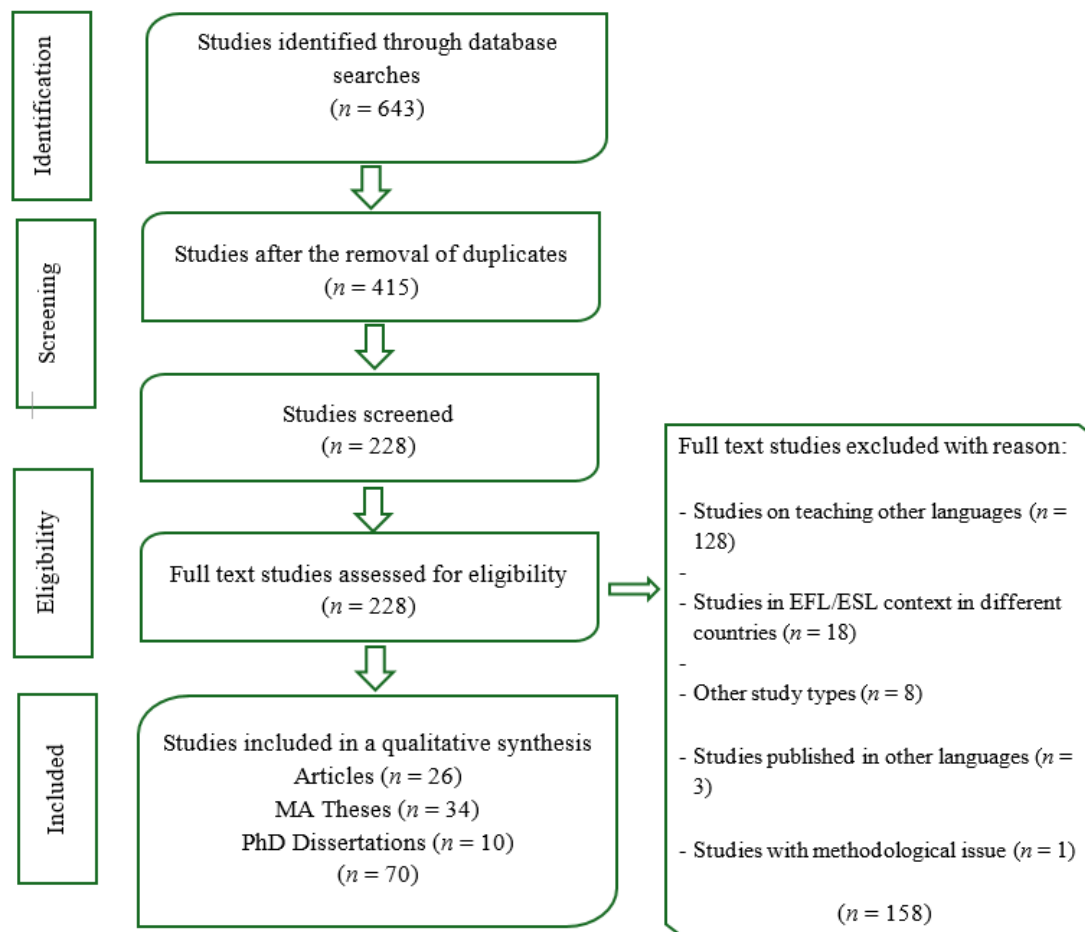 Identification
Studies identified through database
searches
(n = 643)
Screening
Studies after the removal of duplicates
(n = 415)
Studies screened
(n = 228)
Eligibility
Full text studies assessed for eligibility
(n = 228)
Full text studies excluded with reason:
- Studies on teaching other languages (n =
128)
-
- Studies in EFL/ESL context in different
countries (n = 18)
-
- Other study types (n = 8)
- Studies published in other languages (n =
3)
- Studies with methodological issue (n = 1)
(n = 158)
Included
Studies included in a qualitative synthesis
Articles (n = 26)
MA Theses (n = 34)
PhD Dissertations (n = 10)
(n = 70)